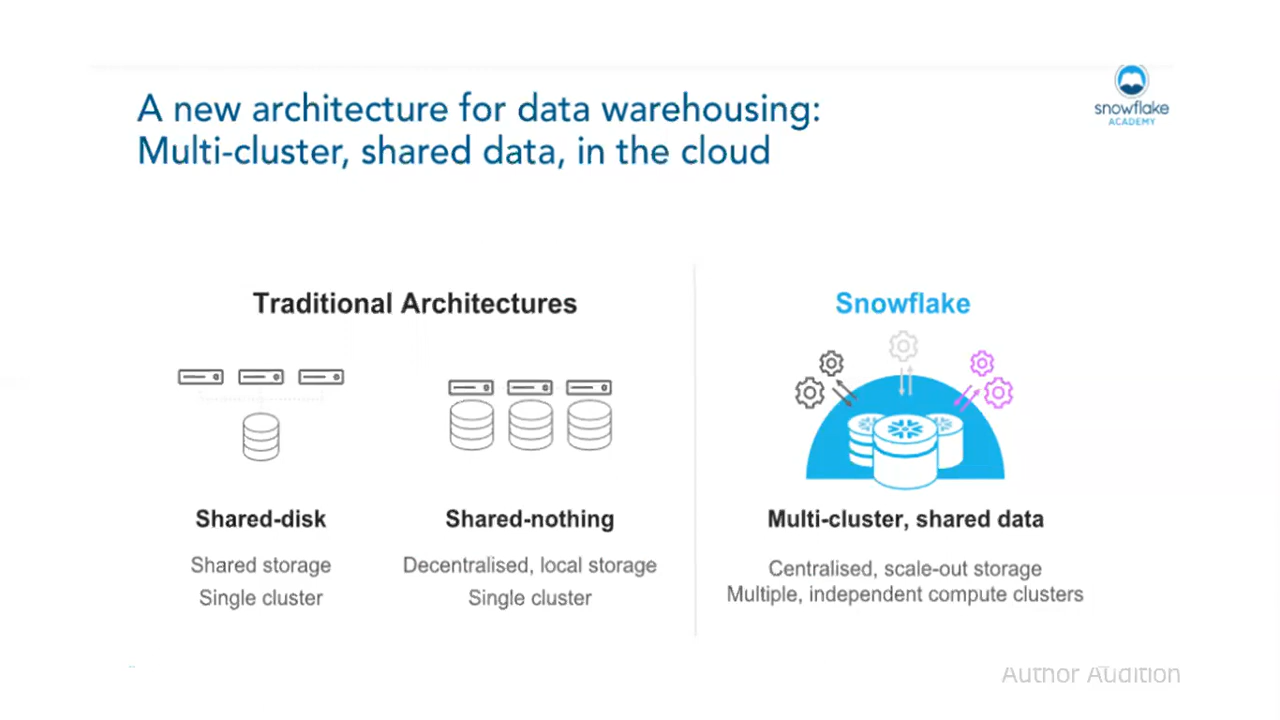 A new architecture for data warehousing:
Multi-cluster, shared data, in the cloud
snowflake
ACADEMY
Traditional Architectures
Shared-disk
Shared storage
Single cluster
Shared-nothing
Decentralised, local storage
Single cluster
Snowflake
Multi-cluster, shared data
Centralised, scale-out storage
Multiple, independent compute clusters
Author Audition